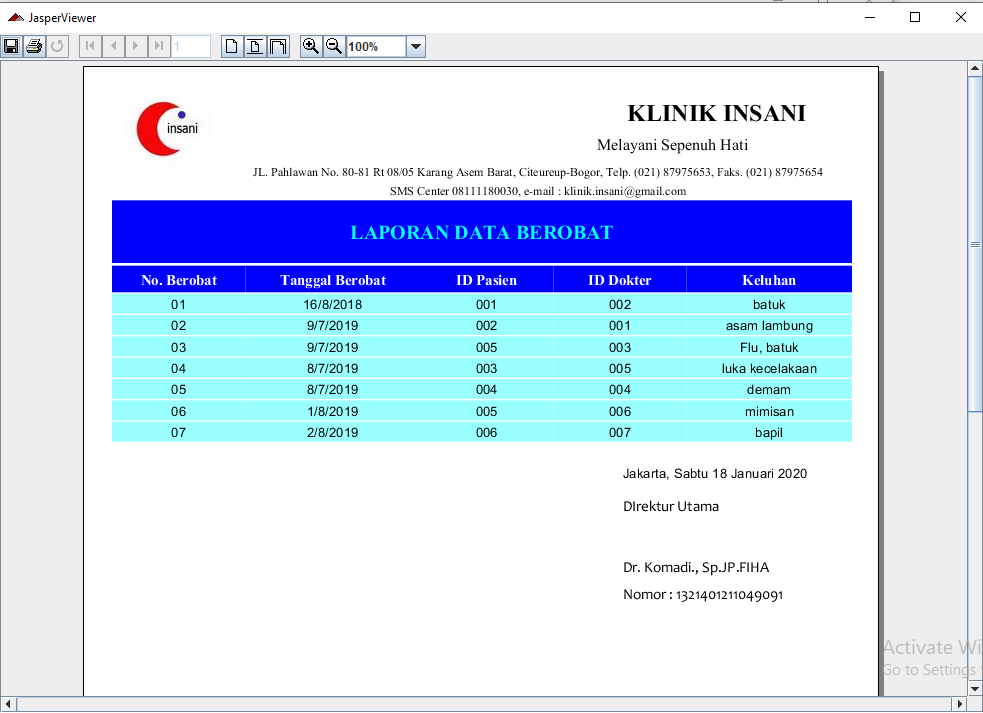 JasperViewer
1
100%
insani
KLINIK INSANI
Melayani Sepenuh Hati
JL. Pahlawan No. 80-81 Rt 08/05 Karang Asem Barat, Citeureup-Bogor, Telp. (021) 87975653, Faks. (021) 87975654
SMS Center 08111180030, e-mail : klinik.insani@gmail.com
LAPORAN DATA BEROBAT
No. Berobat Tanggal Berobat ID Pasien ID Dokter Keluhan
01 16/8/2018 001 002 batuk
02 9/7/2019 002 001 asam lambung
03 9/7/2019 005 003 Flu, batuk
04 8/7/2019 003 005 luka kecelakaan
05 8/7/2019 004 004 demam
06 1/8/2019 005 006 mimisan
07 2/8/2019 006 007 bapil
Jakarta, Sabtu 18 Januari 2020
DIrektur Utama
Dr. Komadi., Sp.JP.FIHA
Nomor : 1321401211049091
Activate Wi
Go to Settings